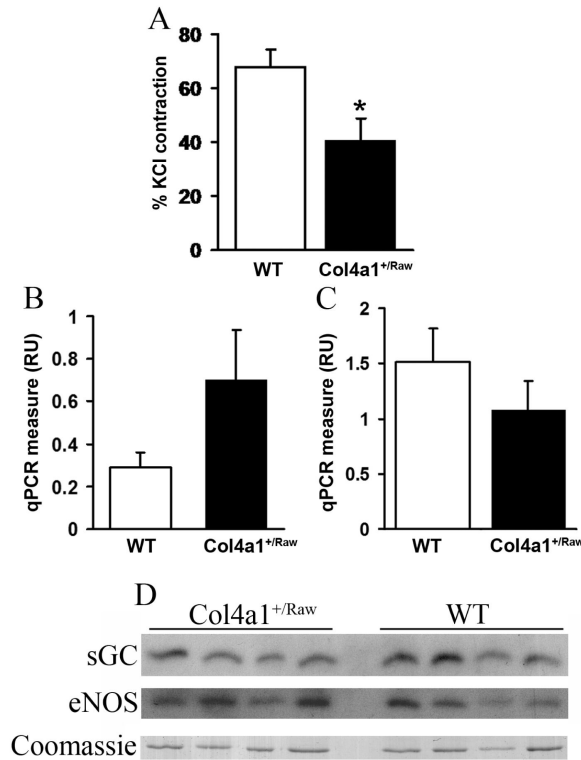 A
% KCl contraction
80
60
40
20
0
*
WT Col4a1+/Raw
B
qPCR measure (RU)
1
0.8
0.6
0.4
0.2
0
WT Col4a1+/Raw
C
qPCR measure (RU)
2
1.5
1
0.5
0
WT Col4a1+/Raw
D
Col4a1+/Raw WT
sGC
eNOS
Coomassie